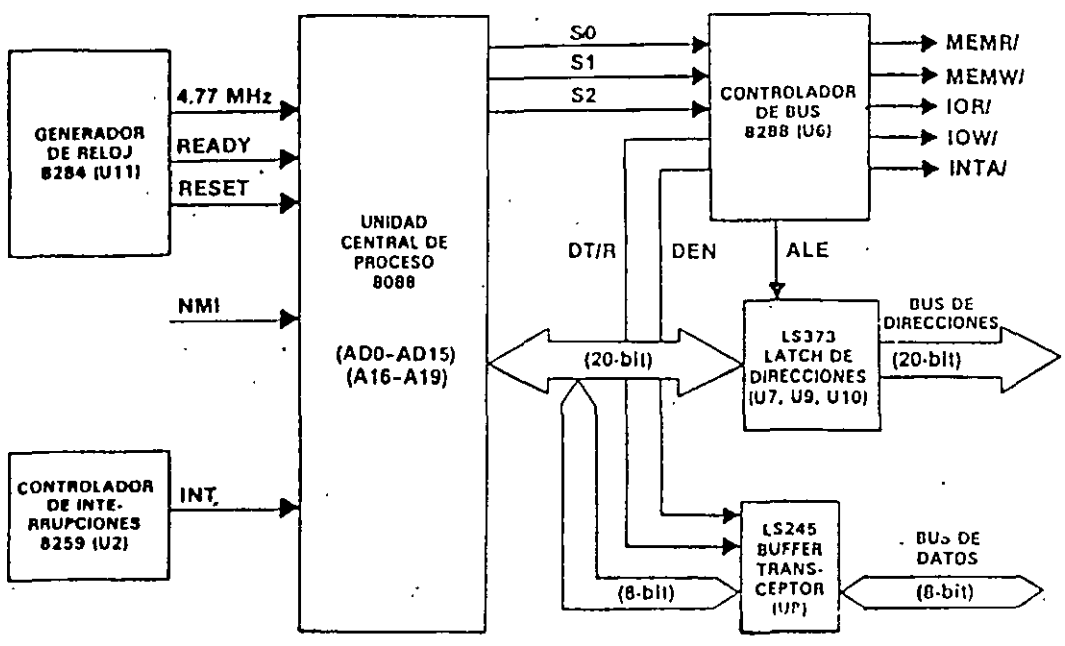 GENERADOR
DE RELOJ
8284 (U11)
4.77 MHz
READY
RESET
NMI
CONTROLADOR
DE INTE-
RRUPCIONES
8259 (U2)
INT
UNIDAD
CENTRAL DE
PROCESO
8088
(AD0-AD15)
(A16-A19)
S0
S1
S2
CONTROLADOR
DE BUS
8288 (U6)
MEMR/
MEMW/
IOR/
IOW/
INTA/
DT/R
DEN
ALE
(20-bit)
LS373
LATCH DE
DIRECCIONES
(U7, U9, U10)
BUS DE
DIRECCIONES
(20-bit)
(8-bit)
LS245
BUFFER
TRANS-
CEPTOR
BUS DE
DATOS
(8-bit)